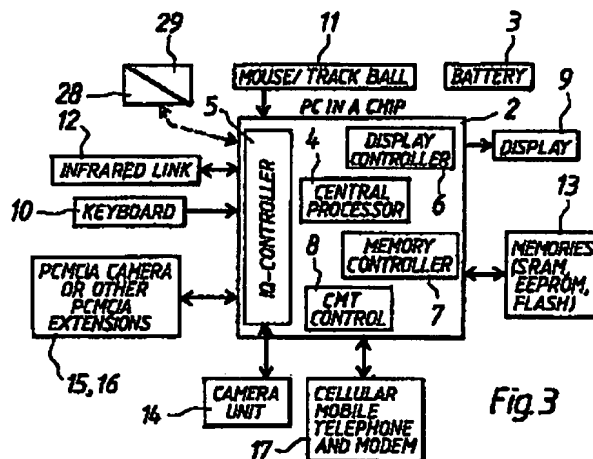 29
11
3
28
MOUSE/TRACK BALL
BATTERY
12
5
PC IN A CHIP
2
9
DISPLAY CONTROLLER
DISPLAY
INFRARED LINK
4
6
13
10
CENTRAL PROCESSOR
KEYBOARD
IO-CONTROLLER
MEMORIES
(SRAM,
EEPROM,
FLASH)
PCMCIA CAMERA
OR OTHER
PCMCIA
EXTENSIONS
8
MEMORY
CONTROLLER
CMT
CONTROL
7
15, 16
14
CAMERA
UNIT
CELLULAR
MOBILE
TELEPHONE
AND MODEM
17
Fig.3